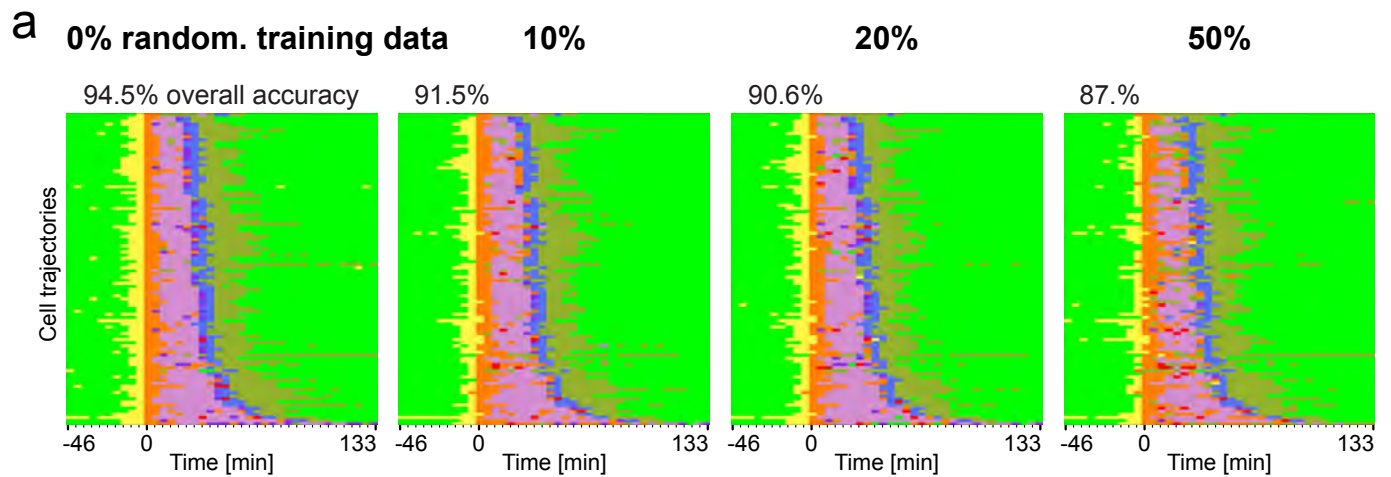 a
0% random. training data 10% 20% 50%
94.5% overall accuracy 91.5% 90.6% 87.%
Cell trajectories
-46 0 133 -46 0 133 -46 0 133 -46 0 133
Time [min] Time [min] Time [min] Time [min]